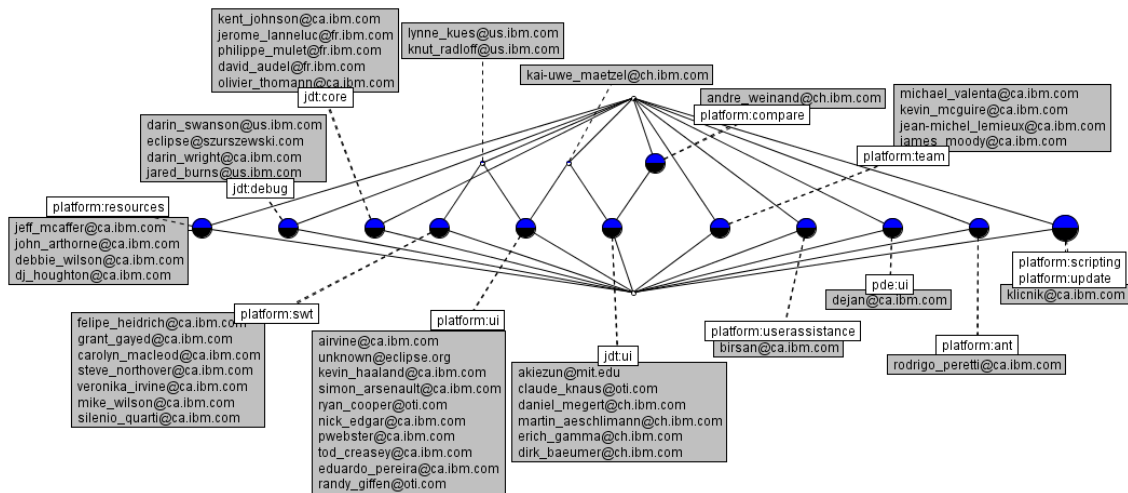 kent_johnson@ca.ibm.com
jerome_lanneluc@fr.ibm.com
philippe_mulet@fr.ibm.com
david_audel@fr.ibm.com
olivier_thomann@ca.ibm.com
jdt:core
lynne_kues@us.ibm.com
knut_radloff@us.ibm.com
kai-uwe_maetzel@ch.ibm.com
andre_weinand@ch.ibm.com
platform:compare
michael_valenta@ca.ibm.com
kevin_mcguire@ca.ibm.com
jean-michel_lemieux@ca.ibm.com
james_moody@ca.ibm.com
platform:team
darin_swanson@us.ibm.com
eclipse@szurszewski.com
darin_wright@ca.ibm.com
jared_burns@us.ibm.com
jdt:debug
platform:resources
jeff_mcaffer@ca.ibm.com
john_arthorne@ca.ibm.com
debbie_wilson@ca.ibm.com
dj_houghton@ca.ibm.com
platform:swt
felipe_heidrich@ca.ibm.com
grant_gayed@ca.ibm.com
carolyn_macleod@ca.ibm.com
steve_northover@ca.ibm.com
veronika_irvine@ca.ibm.com
mike_wilson@ca.ibm.com
silenio_quarti@ca.ibm.com
platform:ui
airvine@ca.ibm.com
unknown@eclipse.org
kevin_haaland@ca.ibm.com
simon_arsenault@ca.ibm.com
ryan_cooper@oti.com
nick_edgar@ca.ibm.com
pwebster@ca.ibm.com
tod_creasey@ca.ibm.com
eduardo_pereira@ca.ibm.com
randy_giffen@oti.com
jdt:ui
akiezun@mit.edu
claude_knaus@oti.com
daniel_megert@ch.ibm.com
martin_aeschlimann@ch.ibm.com
erich_gamma@ch.ibm.com
dirk_baeumer@ch.ibm.com
platform:userassistance
birsan@ca.ibm.com
pde:ui
dejan@ca.ibm.com
platform:ant
rodrigo_peretti@ca.ibm.com
platform:scripting
platform:update
klicnik@ca.ibm.com